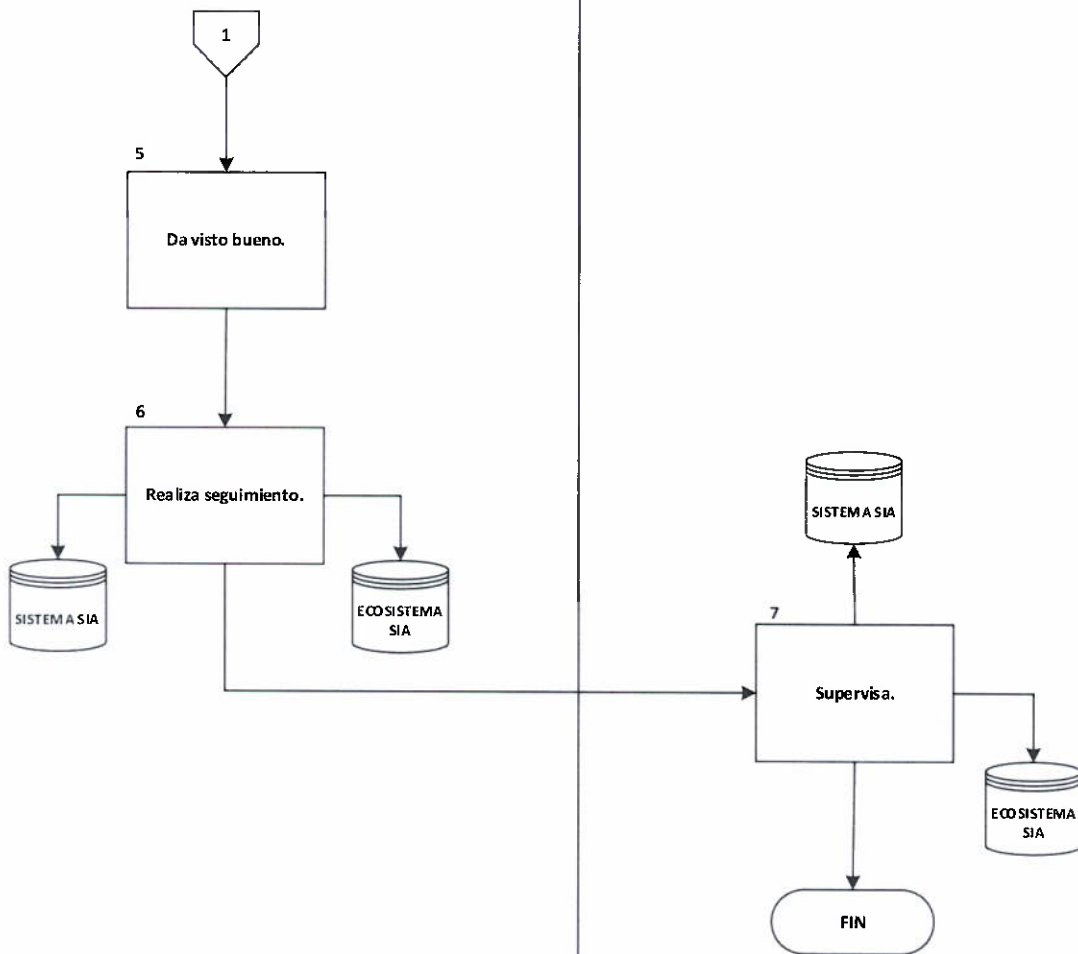 1
5
Da visto bueno.
6
Realiza seguimiento.
SISTEMA SIA
ECOSISTEMA
SIA
SISTEMA SIA
7
Supervisa.
ECOSISTEMA
SIA
FIN